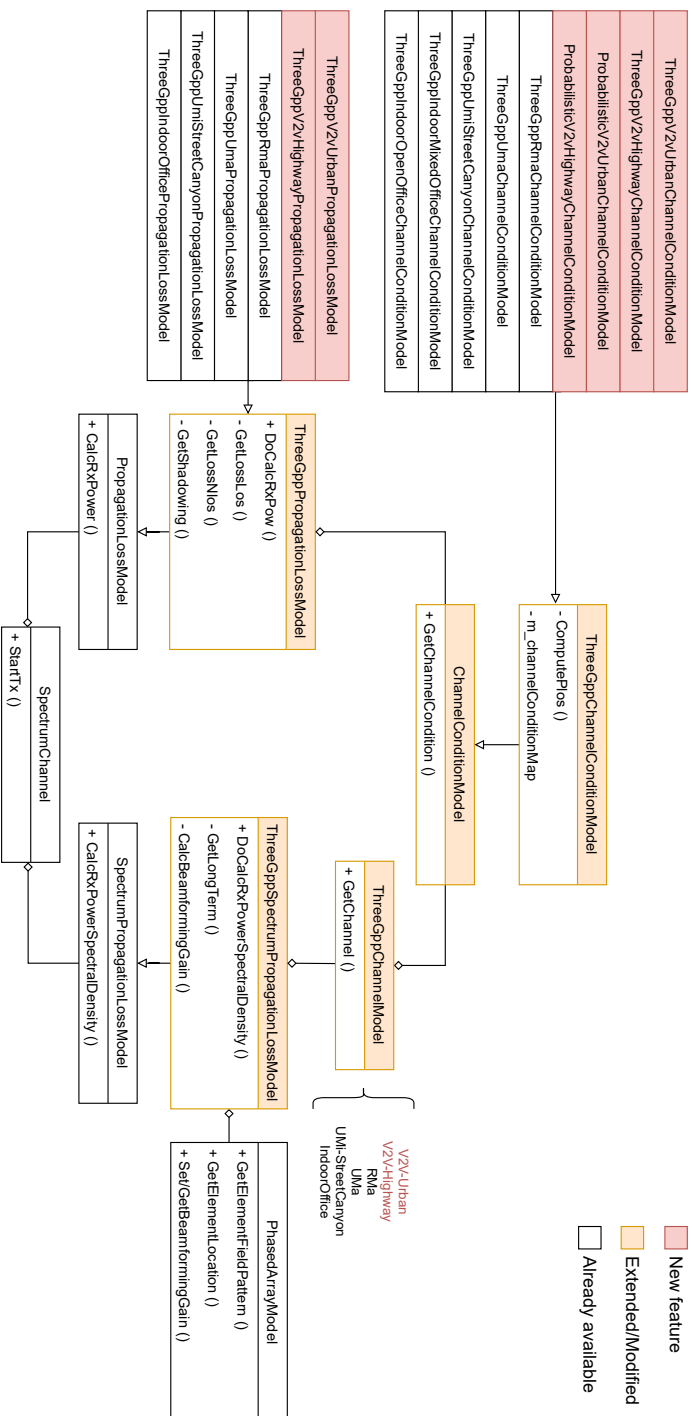 ThreeGppV2vUrbanChannelConditionModel
ThreeGppV2vHighwayChannelConditionModel
ProbabilisticV2vUrbanChannelConditionModel
ProbabilisticV2vHighwayChannelConditionModel
ThreeGppRmaChannelConditionModel
ThreeGppUmaChannelConditionModel
ThreeGppUmiStreetCanyonChannelConditionModel
ThreeGppIndoorMixedOfficeChannelConditionModel
ThreeGppIndoorOpenOfficeChannelConditionModel
ThreeGppV2vUrbanPropagationLossModel
ThreeGppV2vHighwayPropagationLossModel
ThreeGppRmaPropagationLossModel
ThreeGppUmaPropagationLossModel
ThreeGppUmiStreetCanyonPropagationLossModel
ThreeGppIndoorOfficePropagationLossModel
ThreeGppChannelConditionModel
- ComputePlos ()
- m_channelConditionMap
ChannelConditionModel
+ GetChannelCondition ()
ThreeGppPropagationLossModel
+ DoCalcRxPow ()
- GetLossLos ()
- GetLossNlos ()
- GetShadowing ()
PropagationLossModel
+ CalcRxPower ()
SpectrumChannel
+ StartTx ()
ThreeGppChannelModel
+ GetChannel ()
ThreeGppSpectrumPropagationLossModel
+ DoCalcRxPowerSpectralDensity ()
- GetLongTerm ()
- CalcBeamformingGain ()
SpectrumPropagationLossModel
+ CalcRxPowerSpectralDensity ()
V2V-Urban
V2V-Highway
RMa
UMa
UMi-StreetCanyon
IndoorOffice
PhasedArrayModel
+ GetElementFieldPattern ()
+ GetElementLocation ()
+ Set/GetBeamformingGain ()
New feature
Extended/Modified
Already available